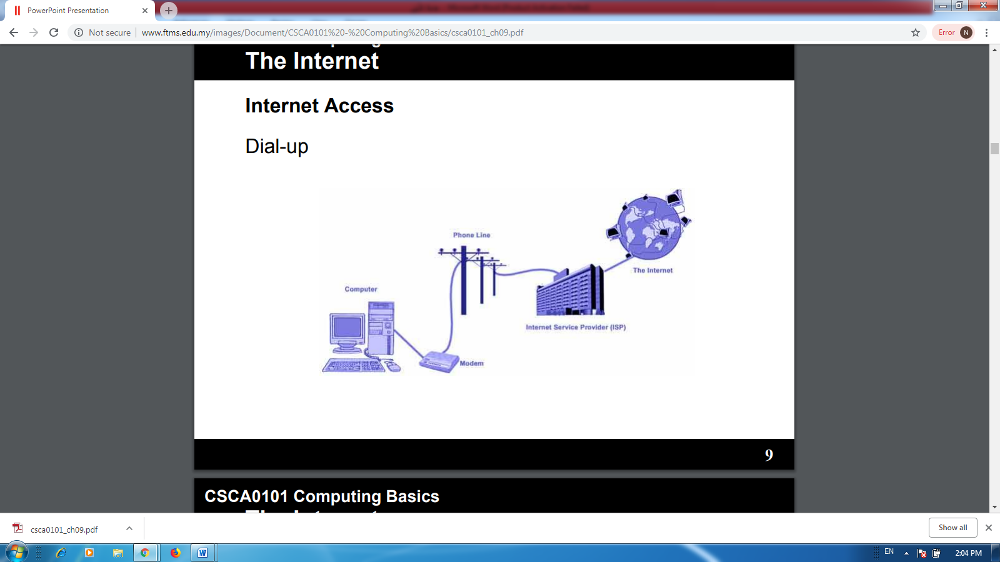 PowerPoint Presentation
Not secure
www.ftms.edu.my/images/Document/CSCA0101%20-%20Computing%20Basics/csca0101_ch09.pdf
Error
N
The Internet
Internet Access
Dial-up
Phone Line
The Internet
Computer
Internet Service Provider (ISP)
Modem
9
CSCA0101 Computing Basics
The Internet
csca0101_ch09.pdf
Show all
EN
2:04 PM